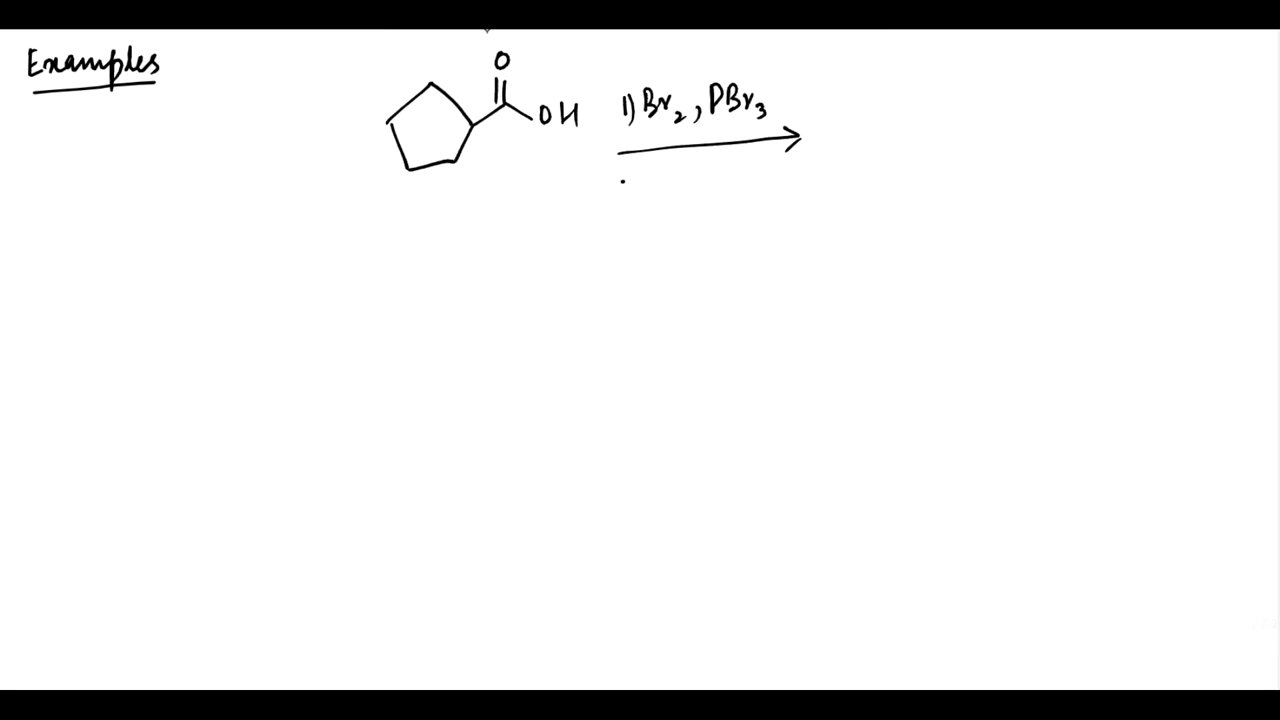 Examples
O
OH
1) Br₂, PBr₃